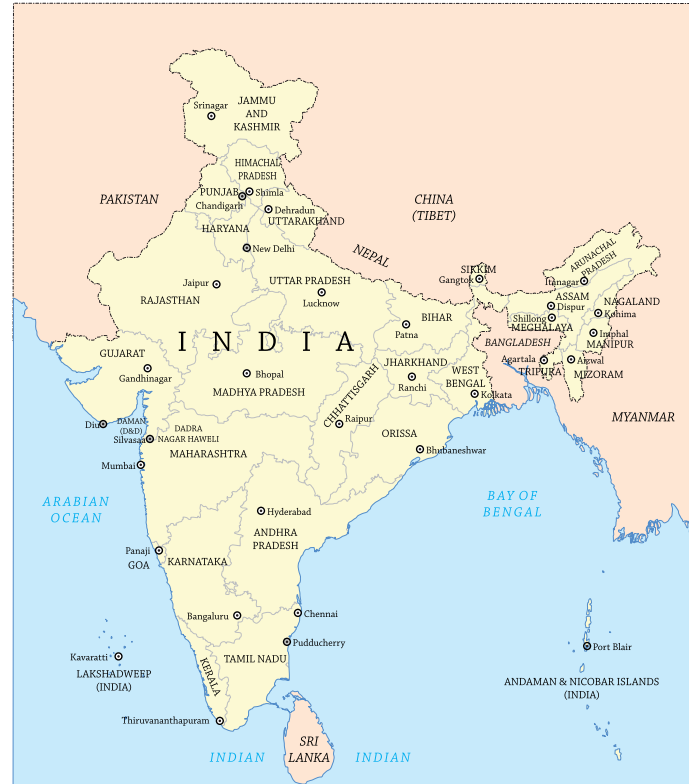 Srinagar
JAMMU
AND
KASHMIR
HIMACHAL
PRADESH
PUNJAB
Shimla
Chandigarh
PAKISTAN
CHINA
(TIBET)
Dehradun
UTTARAKHAND
HARYANA
New Delhi
NEPAL
SIKKIM
Gangtok
ARUNACHAL
PRADESH
Itanagar
Jaipur
UTTAR PRADESH
RAJASTHAN
Lucknow
ASSAM
Dispur
NAGALAND
Kohima
Shillong
MEGHALAYA
BIHAR
Patna
Imphal
MANIPUR
INDIA
BANGLADESH
GUJARAT
Gandhinagar
Bhopal
MADHYA PRADESH
JHARKHAND
Ranchi
WEST
BENGAL
Kolkata
Agartala
TRIPURA
Aizwal
MIZORAM
CHHATTISGARH
Raipur
MYANMAR
Diu
DAMAN
(D&D)
Silvasaa
DADRA
NAGAR HAWELI
MAHARASHTRA
ORISSA
Bhubaneshwar
Mumbai
ARABIAN
OCEAN
BAY OF
BENGAL
Hyderabad
ANDHRA
PRADESH
Panaji
GOA
KARNATAKA
Bangaluru
Chennai
Pudducherry
Port Blair
Kavaratti
LAKSHADWEEP
(INDIA)
KERALA
TAMIL NADU
ANDAMAN & NICOBAR ISLANDS
(INDIA)
Thiruvananthapuram
SRI
LANKA
INDIAN
INDIAN